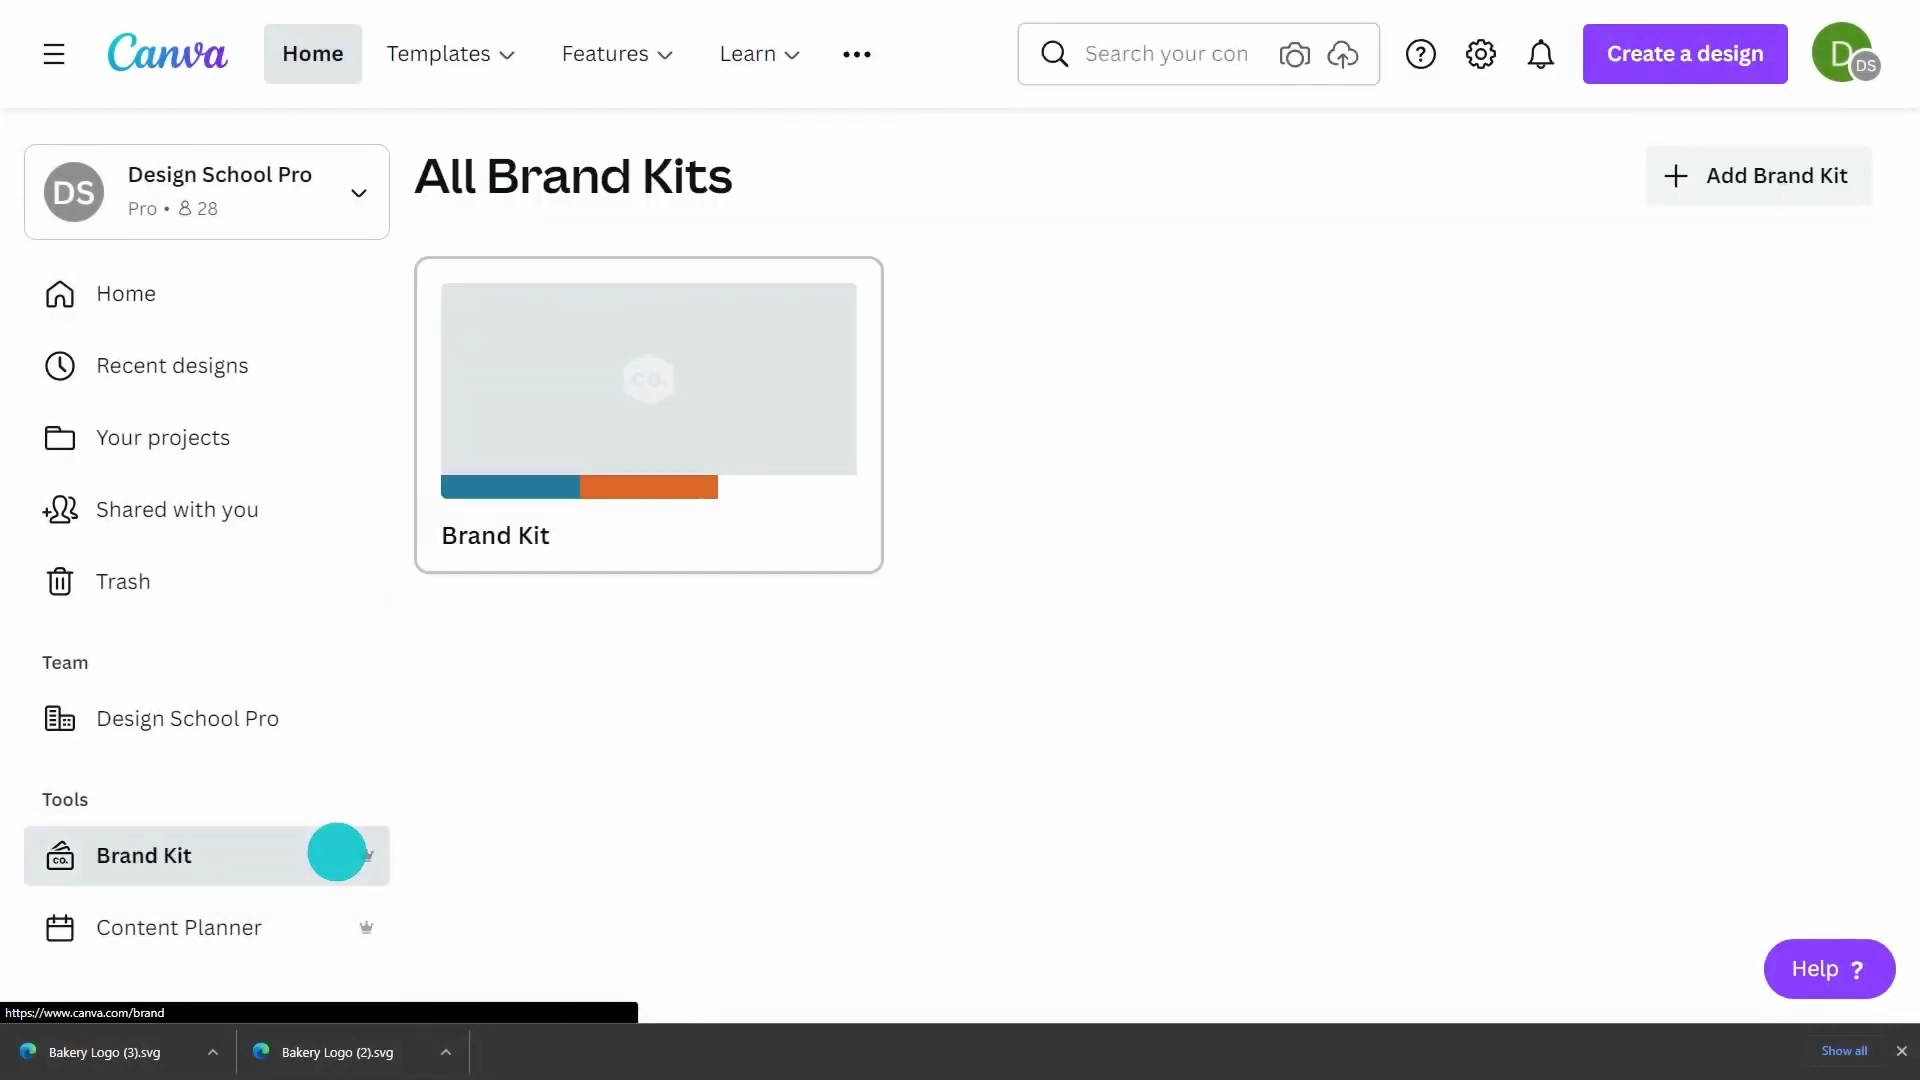 Canva
Home
Templates
Features
Learn
Search your con
Create a design
D
DS
DS
Design School Pro
Pro • 28
All Brand Kits
+ Add Brand Kit
Home
Recent designs
Your projects
Shared with you
Trash
CO.
Brand Kit
Team
Design School Pro
Tools
CO.
Brand Kit
Content Planner
Help ?
https://www.canva.com/brand
Bakery Logo (3).svg
Bakery Logo (2).svg
Show all